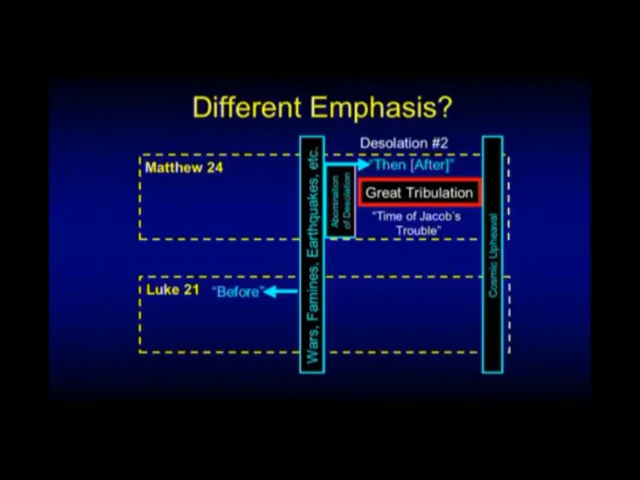 Different Emphasis?
Desolation #2
Matthew 24
"Then [After]"
Wars, Famines, Earthquakes, etc.
Abomination
of Desolation
Great Tribulation
"Time of Jacob's
Trouble"
Cosmic Upheaval
Luke 21
"Before"